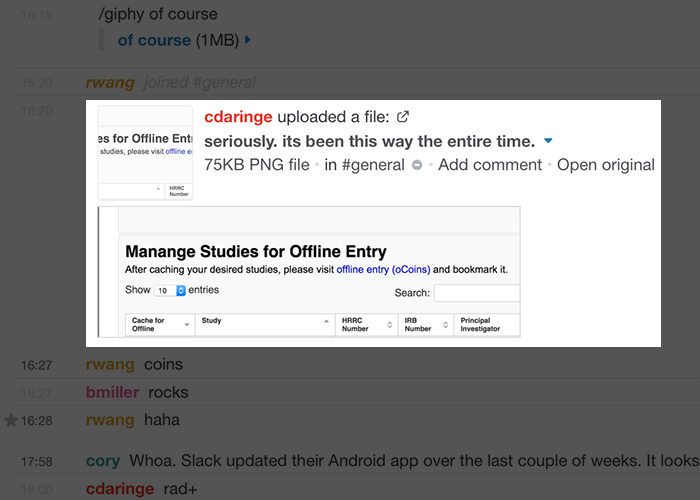 16:18 /giphy of course
of course (1MB)
16:20 rwang joined #general
16:20
cdaringe uploaded a file:
seriously. its been this way the entire time.
75KB PNG file • in #general • Add comment • Open original
es for Offline Ent
studies, please visit offline e
HRRC
Number
Manange Studies for Offline Entry
After caching your desired studies, please visit offline entry (oCoins) and bookmark it.
Show 10 entries
Search:
Cache for Offline Study HRRC Number IRB Number Principal Investigator
16:27 rwang coins
16:27 bmiller rocks
16:28 rwang haha
17:58 cory Whoa. Slack updated their Android app over the last couple of weeks. It looks
18:00 cdaringe rad+